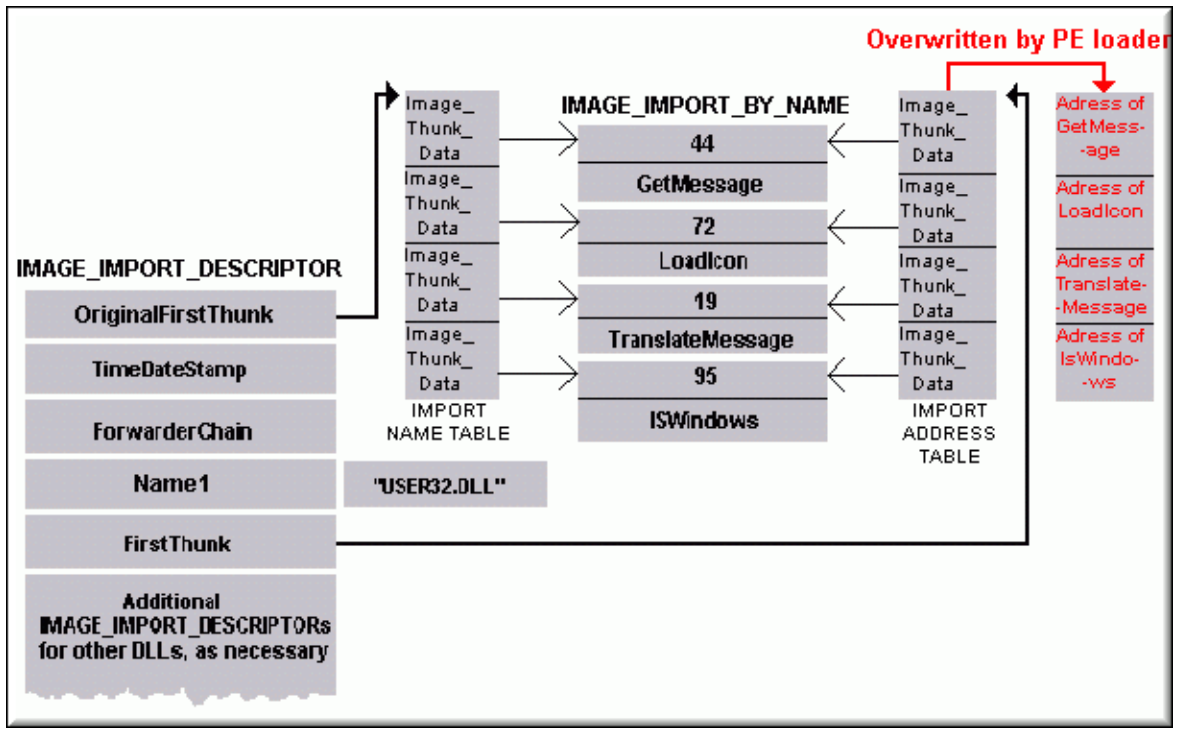 Overwritten by PE loader
IMAGE_IMPORT_DESCRIPTOR
OriginalFirstThunk
TimeDateStamp
ForwarderChain
Name1
"USER32.DLL"
FirstThunk
Additional
IMAGE_IMPORT_DESCRIPTORs
for other DLLs, as necessary
Image_
Thunk_
Data
Image_
Thunk_
Data
Image_
Thunk_
Data
Image_
Thunk_
Data
IMPORT
NAME TABLE
IMAGE_IMPORT_BY_NAME
44
GetMessage
72
LoadIcon
19
TranslateMessage
95
ISWindows
Image_
Thunk_
Data
Image_
Thunk_
Data
Image_
Thunk_
Data
Image_
Thunk_
Data
IMPORT
ADDRESS
TABLE
Adress of
GetMess-
-age
Adress of
LoadIcon
Adress of
Translate-
-Message
Adress of
IsWindo-
-ws